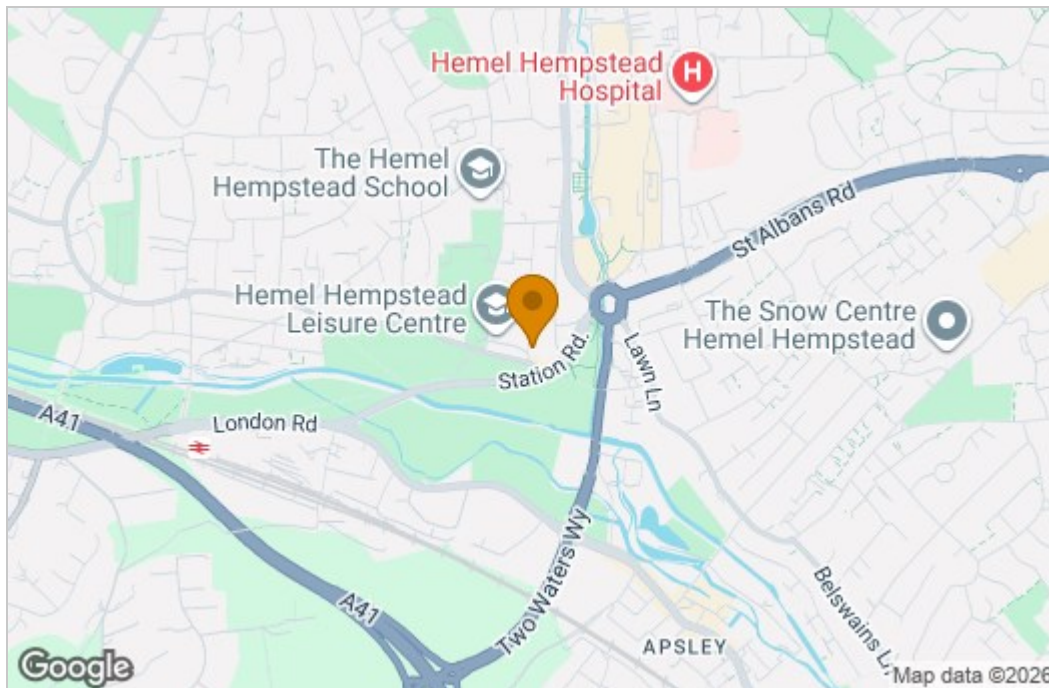 Hemel Hempstead
Hospital
H
The Hemel
Hempstead School
St Albans Rd
Hemel Hempstead
Leisure Centre
The Snow Centre
Hemel Hempstead
Station Rd.
Lawn Ln
A41
London Rd
Two Waters Wy
A41
Belswains L
APSLEY
Google
Map data ©2026